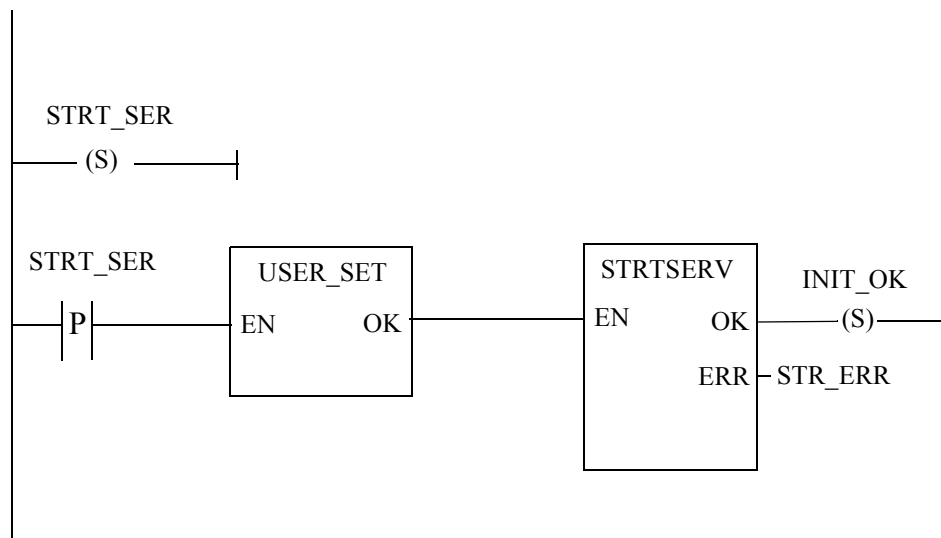 STRT_SER
(S)
STRT_SER
P
USER_SET
EN OK
STRTSERV
EN OK
ERR
INIT_OK
(S)
STR_ERR